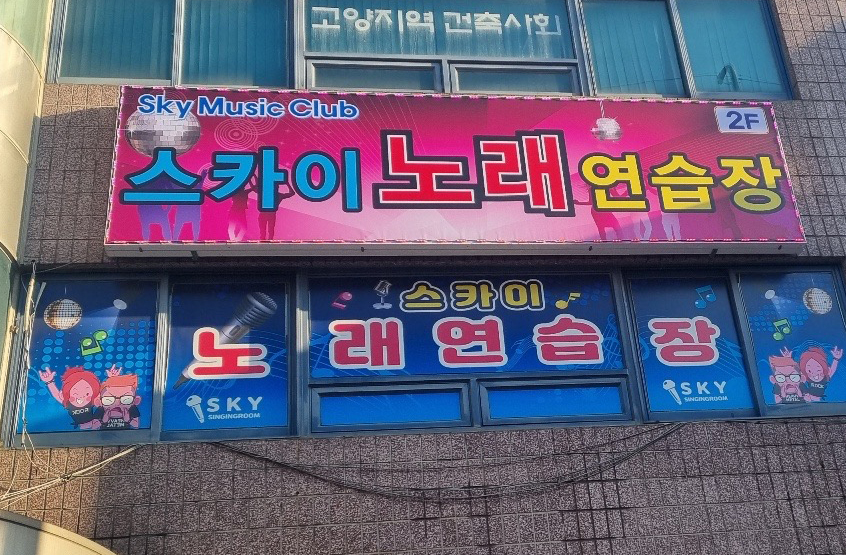 고양지역 건축사회
Sky Music Club
2F
스카이 노래 연습장
스카이
노래연습장
SKY
SINGINGROOM
SKY
SINGINGROOM
ROCK